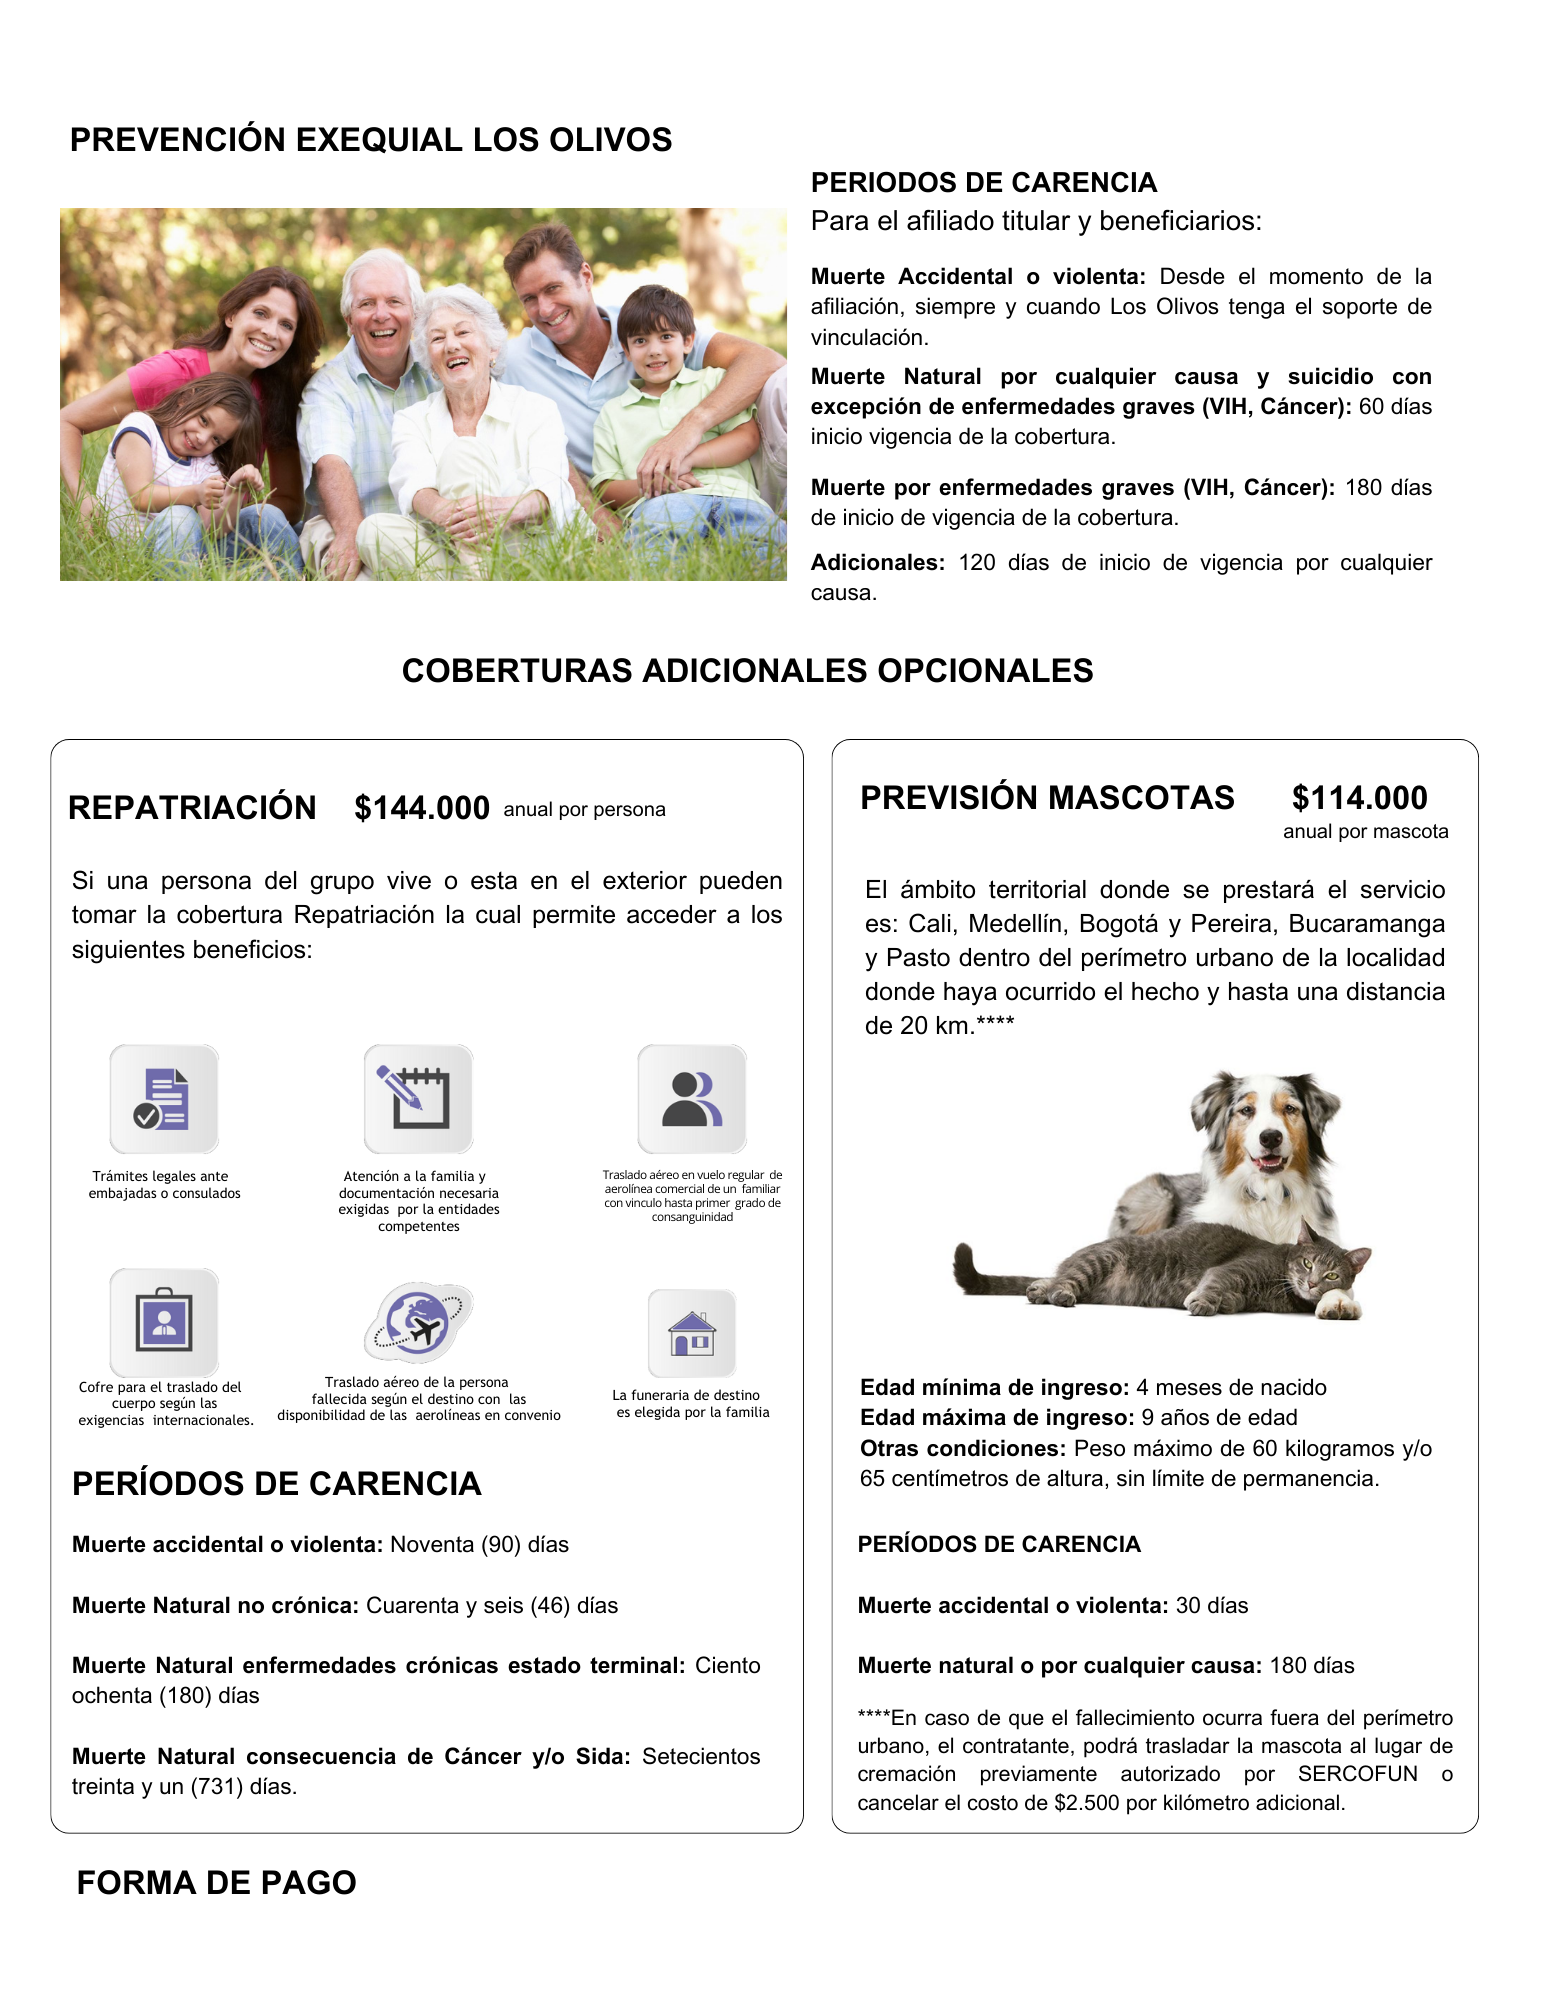 PREVENCIÓN EXEQUIAL LOS OLIVOS
PERIODOS DE CARENCIA
Para el afiliado titular y beneficiarios:
Muerte Accidental o violenta: Desde el momento de la
afiliación, siempre y cuando Los Olivos tenga el soporte de
vinculación.
Muerte Natural por cualquier causa y suicidio con
excepción de enfermedades graves (VIH, Cáncer): 60 días
inicio vigencia de la cobertura.
Muerte por enfermedades graves (VIH, Cáncer): 180 días
de inicio de vigencia de la cobertura.
Adicionales: 120 días de inicio de vigencia por cualquier
causa.
COBERTURAS ADICIONALES OPCIONALES
REPATRIACIÓN $144.000 anual por persona
Si una persona del grupo vive o esta en el exterior pueden
tomar la cobertura Repatriación la cual permite acceder a los
siguientes beneficios:
Trámites legales ante
embajadas o consulados
Atención a la familia y
documentación necesaria
exigidas por la entidades
competentes
Traslado aéreo en vuelo regular de
aerolínea comercial de un familiar
con vinculo hasta primer grado de
consanguinidad
Cofre para el traslado del
cuerpo según las
exigencias internacionales.
Traslado aéreo de la persona
fallecida según el destino con las
disponibilidad de las aerolíneas en convenio
La funeraria de destino
es elegida por la familia
PERÍODOS DE CARENCIA
Muerte accidental o violenta: Noventa (90) días
Muerte Natural no crónica: Cuarenta y seis (46) días
Muerte Natural enfermedades crónicas estado terminal: Ciento
ochenta (180) días
Muerte Natural consecuencia de Cáncer y/o Sida: Setecientos
treinta y un (731) días.
PREVISIÓN MASCOTAS $114.000
anual por mascota
El ámbito territorial donde se prestará el servicio
es: Cali, Medellín, Bogotá y Pereira, Bucaramanga
y Pasto dentro del perímetro urbano de la localidad
donde haya ocurrido el hecho y hasta una distancia
de 20 km.****
Edad mínima de ingreso: 4 meses de nacido
Edad máxima de ingreso: 9 años de edad
Otras condiciones: Peso máximo de 60 kilogramos y/o
65 centímetros de altura, sin límite de permanencia.
PERÍODOS DE CARENCIA
Muerte accidental o violenta: 30 días
Muerte natural o por cualquier causa: 180 días
****En caso de que el fallecimiento ocurra fuera del perímetro
urbano, el contratante, podrá trasladar la mascota al lugar de
cremación previamente autorizado por SERCOFUN o
cancelar el costo de $2.500 por kilómetro adicional.
FORMA DE PAGO